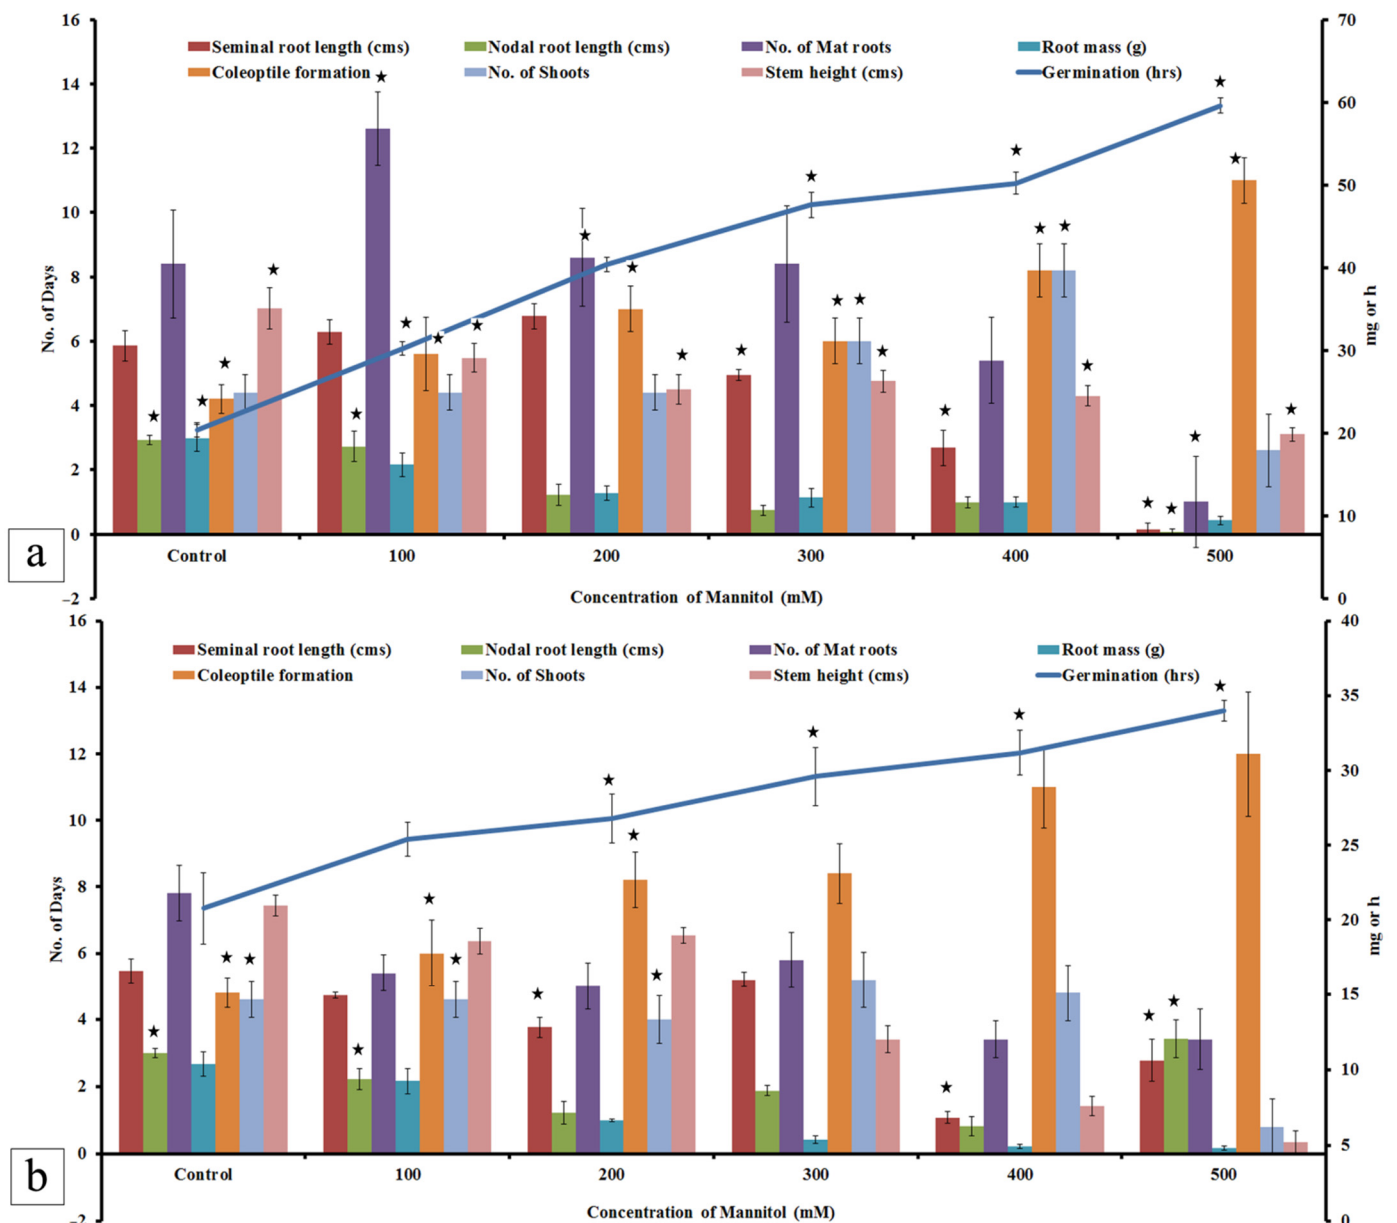 16
70
Seminal root length (cms)
Nodal root length (cms)
No. of Mat roots
Root mass (g)
Coleoptile formation
No. of Shoots
Stem height (cms)
Germination (hrs)
14
60
12
50
10
No. of Days
8
40
mg or h
6
30
4
20
2
10
0
a
Control
100
200
300
400
500
−2
Concentration of Mannitol (mM)
0
16
40
Seminal root length (cms)
Nodal root length (cms)
No. of Mat roots
Root mass (g)
Coleoptile formation
No. of Shoots
Stem height (cms)
Germination (hrs)
14
35
12
30
10
25
8
No. of Days
20
mg or h
6
15
4
10
2
5
0
b
Control
100
200
300
400
500
−2
Concentration of Mannitol (mM)
0